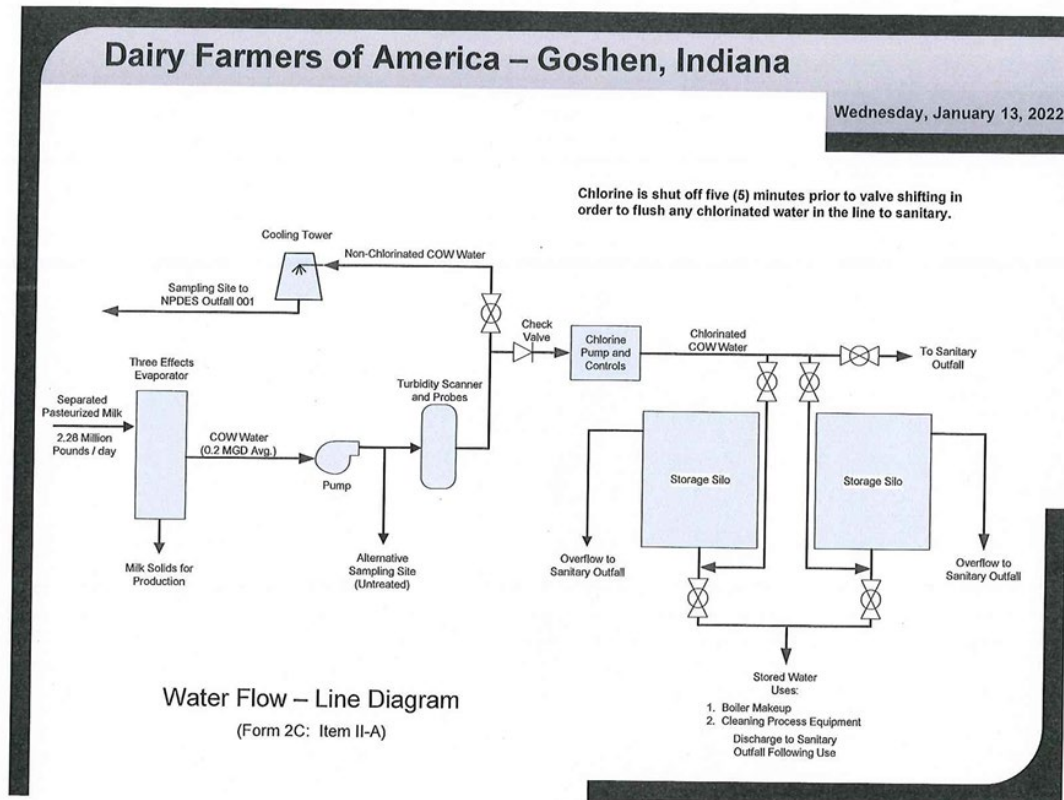 Dairy Farmers of America – Goshen, Indiana
Wednesday, January 13, 2022
Chlorine is shut off five (5) minutes prior to valve shifting in
order to flush any chlorinated water in the line to sanitary.
Cooling Tower
Non-Chlorinated COW Water
Sampling Site to
NPDES Outfall 001
Check
Valve
Chlorine
Pump and
Controls
Chlorinated
COW Water
To Sanitary
Outfall
Three Effects
Evaporator
Turbidity Scanner
and Probes
Separated
Pasteurized Milk
2.28 Million
Pounds / day
COW Water
(0.2 MGD Avg.)
Pump
Storage Silo
Storage Silo
Milk Solids for
Production
Alternative
Sampling Site
(Untreated)
Overflow to
Sanitary Outfall
Overflow to
Sanitary Outfall
Stored Water
Uses:
1. Boiler Makeup
2. Cleaning Process Equipment
Discharge to Sanitary
Outfall Following Use
Water Flow – Line Diagram
(Form 2C: Item II-A)